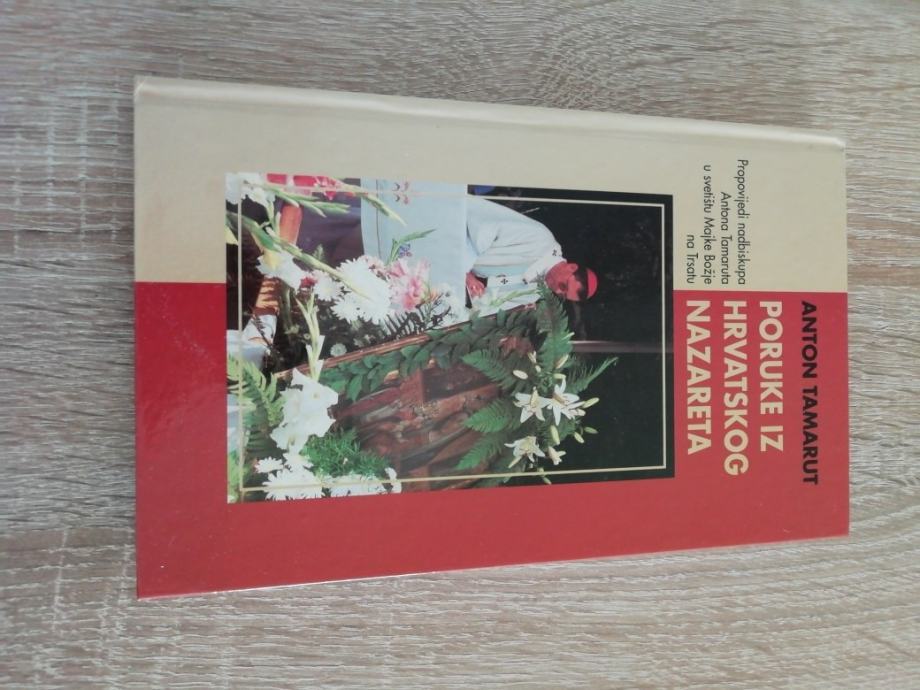 ANTON TAMARUT
PORUKE IZ
HRVATSKOG
NAZARETA
Propovijedi nadbiskupa
Antona Tamaruta
u svetištu Majke Božje
na Trsatu